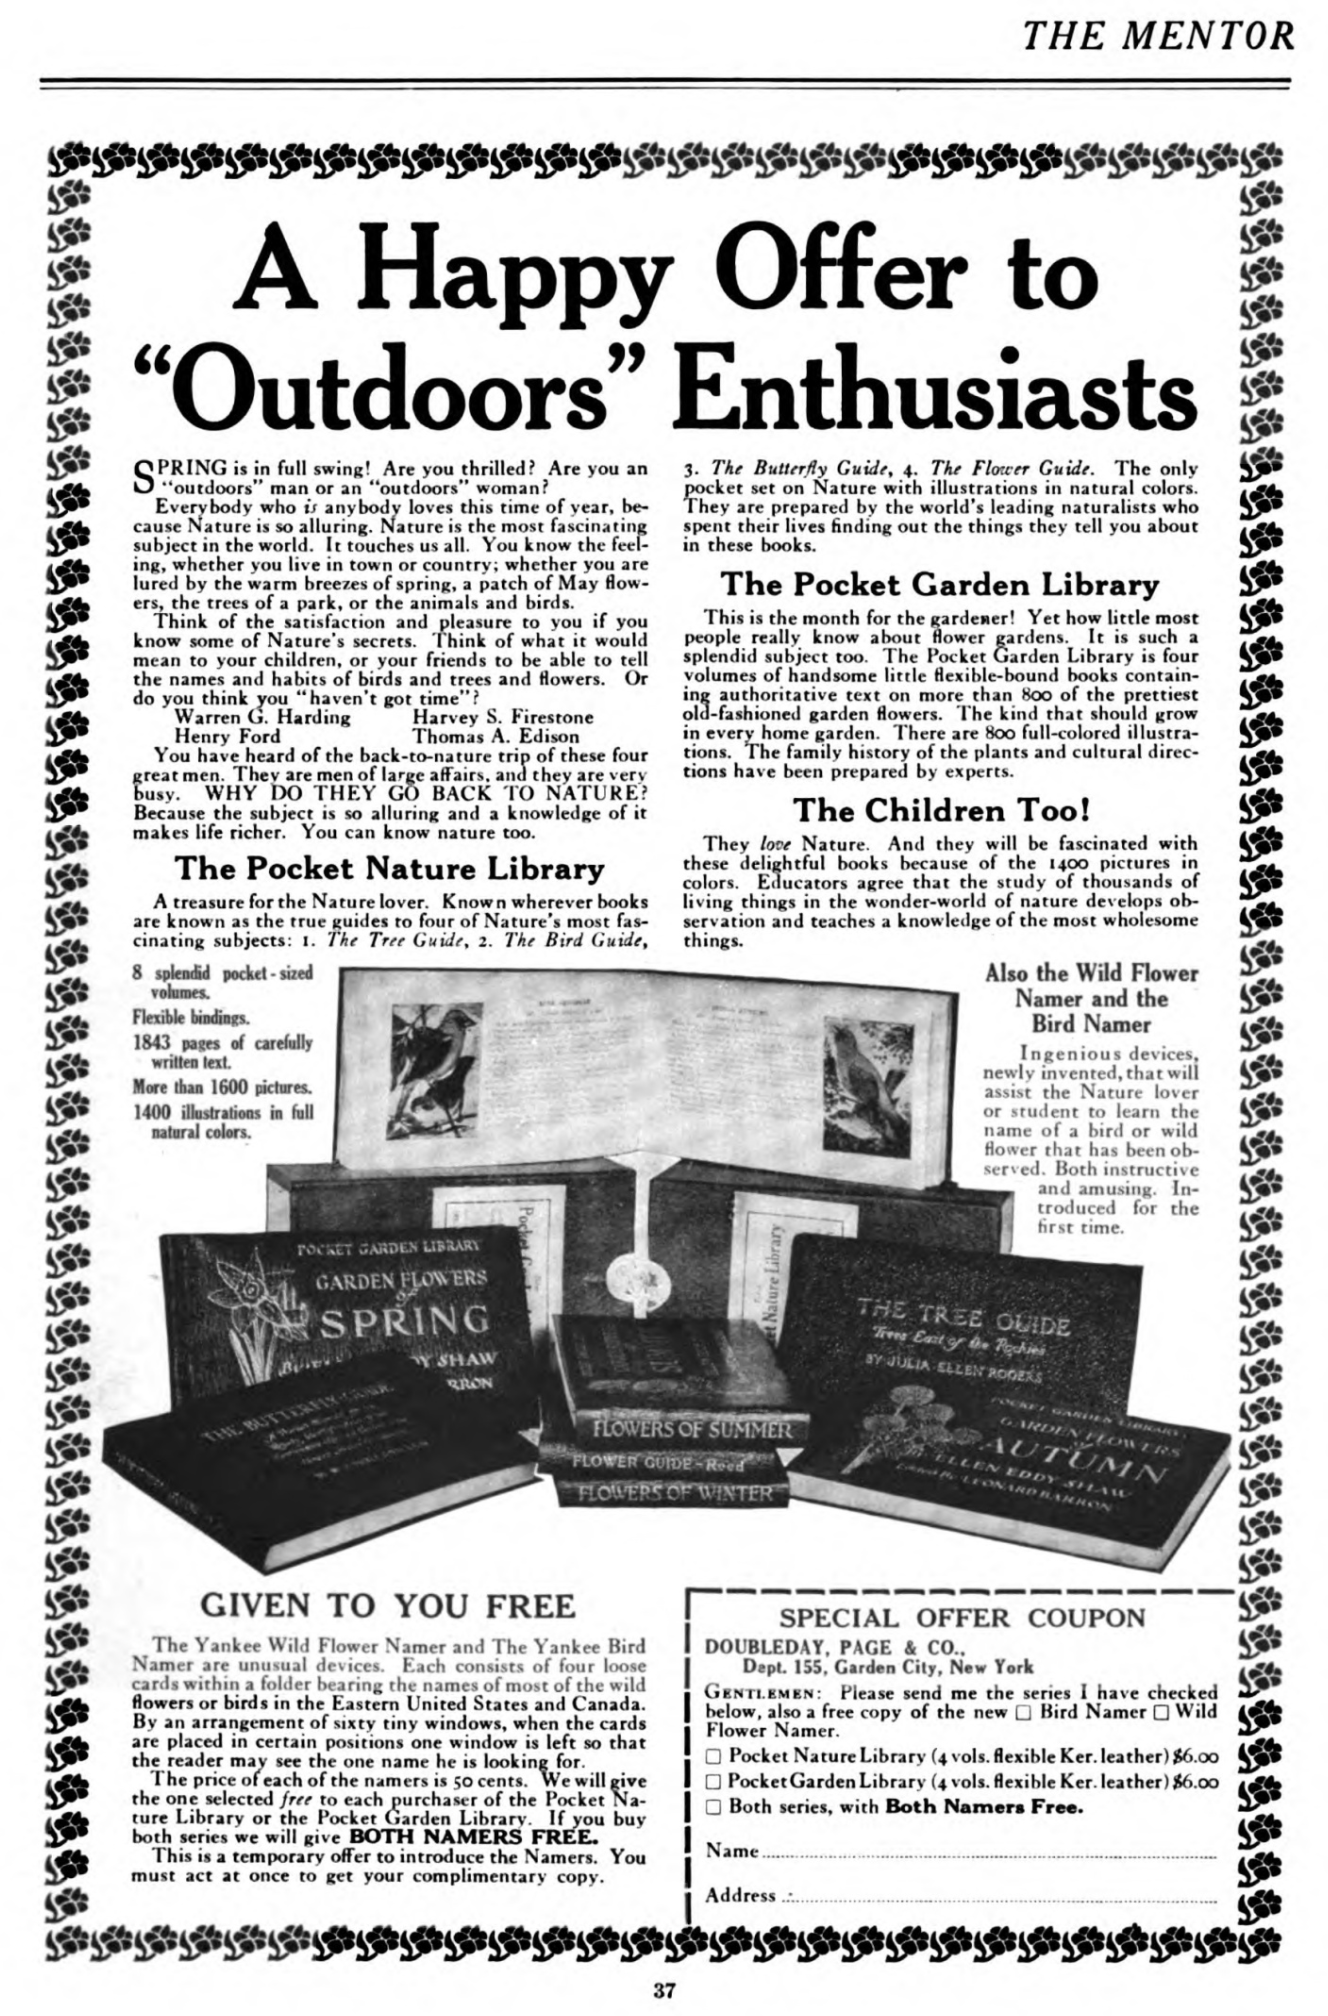 THE MENTOR
A Happy Offer to
“Outdoors” Enthusiasts
SPRING is in full swing! Are you thrilled? Are you an
“outdoors” man or an “outdoors” woman?
Everybody who is anybody loves this time of year, be-
cause Nature is so alluring. Nature is the most fascinating
subject in the world. It touches us all. You know the feel-
ing, whether you live in town or country; whether you are
lured by the warm breezes of spring, a patch of May flow-
ers, the trees of a park, or the animals and birds.
Think of the satisfaction and pleasure to you if you
know some of Nature's secrets. Think of what it would
mean to your children, or your friends to be able to tell
the names and habits of birds and trees and flowers. Or
do you think you “haven't got time”?
Warren G. Harding Harvey S. Firestone
Henry Ford Thomas A. Edison
You have heard of the back-to-nature trip of these four
great men. They are men of large affairs, and they are very
busy. WHY DO THEY GO BACK TO NATURE?
Because the subject is so alluring and a knowledge of it
makes life richer. You can know nature too.
The Pocket Nature Library
A treasure for the Nature lover. Known wherever books
are known as the true guides to four of Nature's most fas-
cinating subjects: 1. The Tree Guide, 2. The Bird Guide,
3. The Butterfly Guide, 4. The Flower Guide. The only
pocket set on Nature with illustrations in natural colors.
They are prepared by the world's leading naturalists who
spent their lives finding out the things they tell you about
in these books.
The Pocket Garden Library
This is the month for the gardener! Yet how little most
people really know about flower gardens. It is such a
splendid subject too. The Pocket Garden Library is four
volumes of handsome little flexible-bound books contain-
ing authoritative text on more than 800 of the prettiest
old-fashioned garden flowers. The kind that should grow
in every home garden. There are 800 full-colored illustra-
tions. The family history of the plants and cultural direc-
tions have been prepared by experts.
The Children Too!
They love Nature. And they will be fascinated with
these delightful books because of the 1400 pictures in
colors. Educators agree that the study of thousands of
living things in the wonder-world of nature develops ob-
servation and teaches a knowledge of the most wholesome
things.
8 splendid pocket-sized
volumes.
Flexible bindings.
1843 pages of carefully
written text.
More than 1600 pictures.
1400 illustrations in full
natural colors.
Also the Wild Flower
Namer and the
Bird Namer
Ingenious devices,
newly invented, that will
assist the Nature lover
or student to learn the
name of a bird or wild
flower that has been ob-
served. Both instructive
and amusing. In-
troduced for the
first time.
POCKET GARDEN LIBRARY
GARDEN FLOWERS
SPRING
SHAW
THE BUTTERFLY GUIDE
Pocket
Nature Library
FLOWERS OF SUMMER
FLOWER GUIDE-Reed
FLOWERS OF WINTER
THE TREE GUIDE
Trees East of the Rockies
BY JULIA ELLEN ROGERS
POCKET GARDEN LIBRARY
GARDEN FLOWERS
AUTUMN
ELLEN EDDY SHAW
LEONARD BARRON
GIVEN TO YOU FREE
The Yankee Wild Flower Namer and The Yankee Bird
Namer are unusual devices. Each consists of four loose
cards within a folder bearing the names of most of the wild
flowers or birds in the Eastern United States and Canada.
By an arrangement of sixty tiny windows, when the cards
are placed in certain positions one window is left so that
the reader may see the one name he is looking for.
The price of each of the namers is 50 cents. We will give
the one selected free to each purchaser of the Pocket Na-
ture Library or the Pocket Garden Library. If you buy
both series we will give BOTH NAMERS FREE.
This is a temporary offer to introduce the Namers. You
must act at once to get your complimentary copy.
SPECIAL OFFER COUPON
DOUBLEDAY, PAGE & CO.,
Dept. 155, Garden City, New York
GENTLEMEN: Please send me the series I have checked
below, also a free copy of the new □ Bird Namer □ Wild
Flower Namer.
□ Pocket Nature Library (4 vols. flexible Ker. leather) $6.00
□ Pocket Garden Library (4 vols. flexible Ker. leather) $6.00
□ Both series, with Both Namers Free.
Name
Address
37